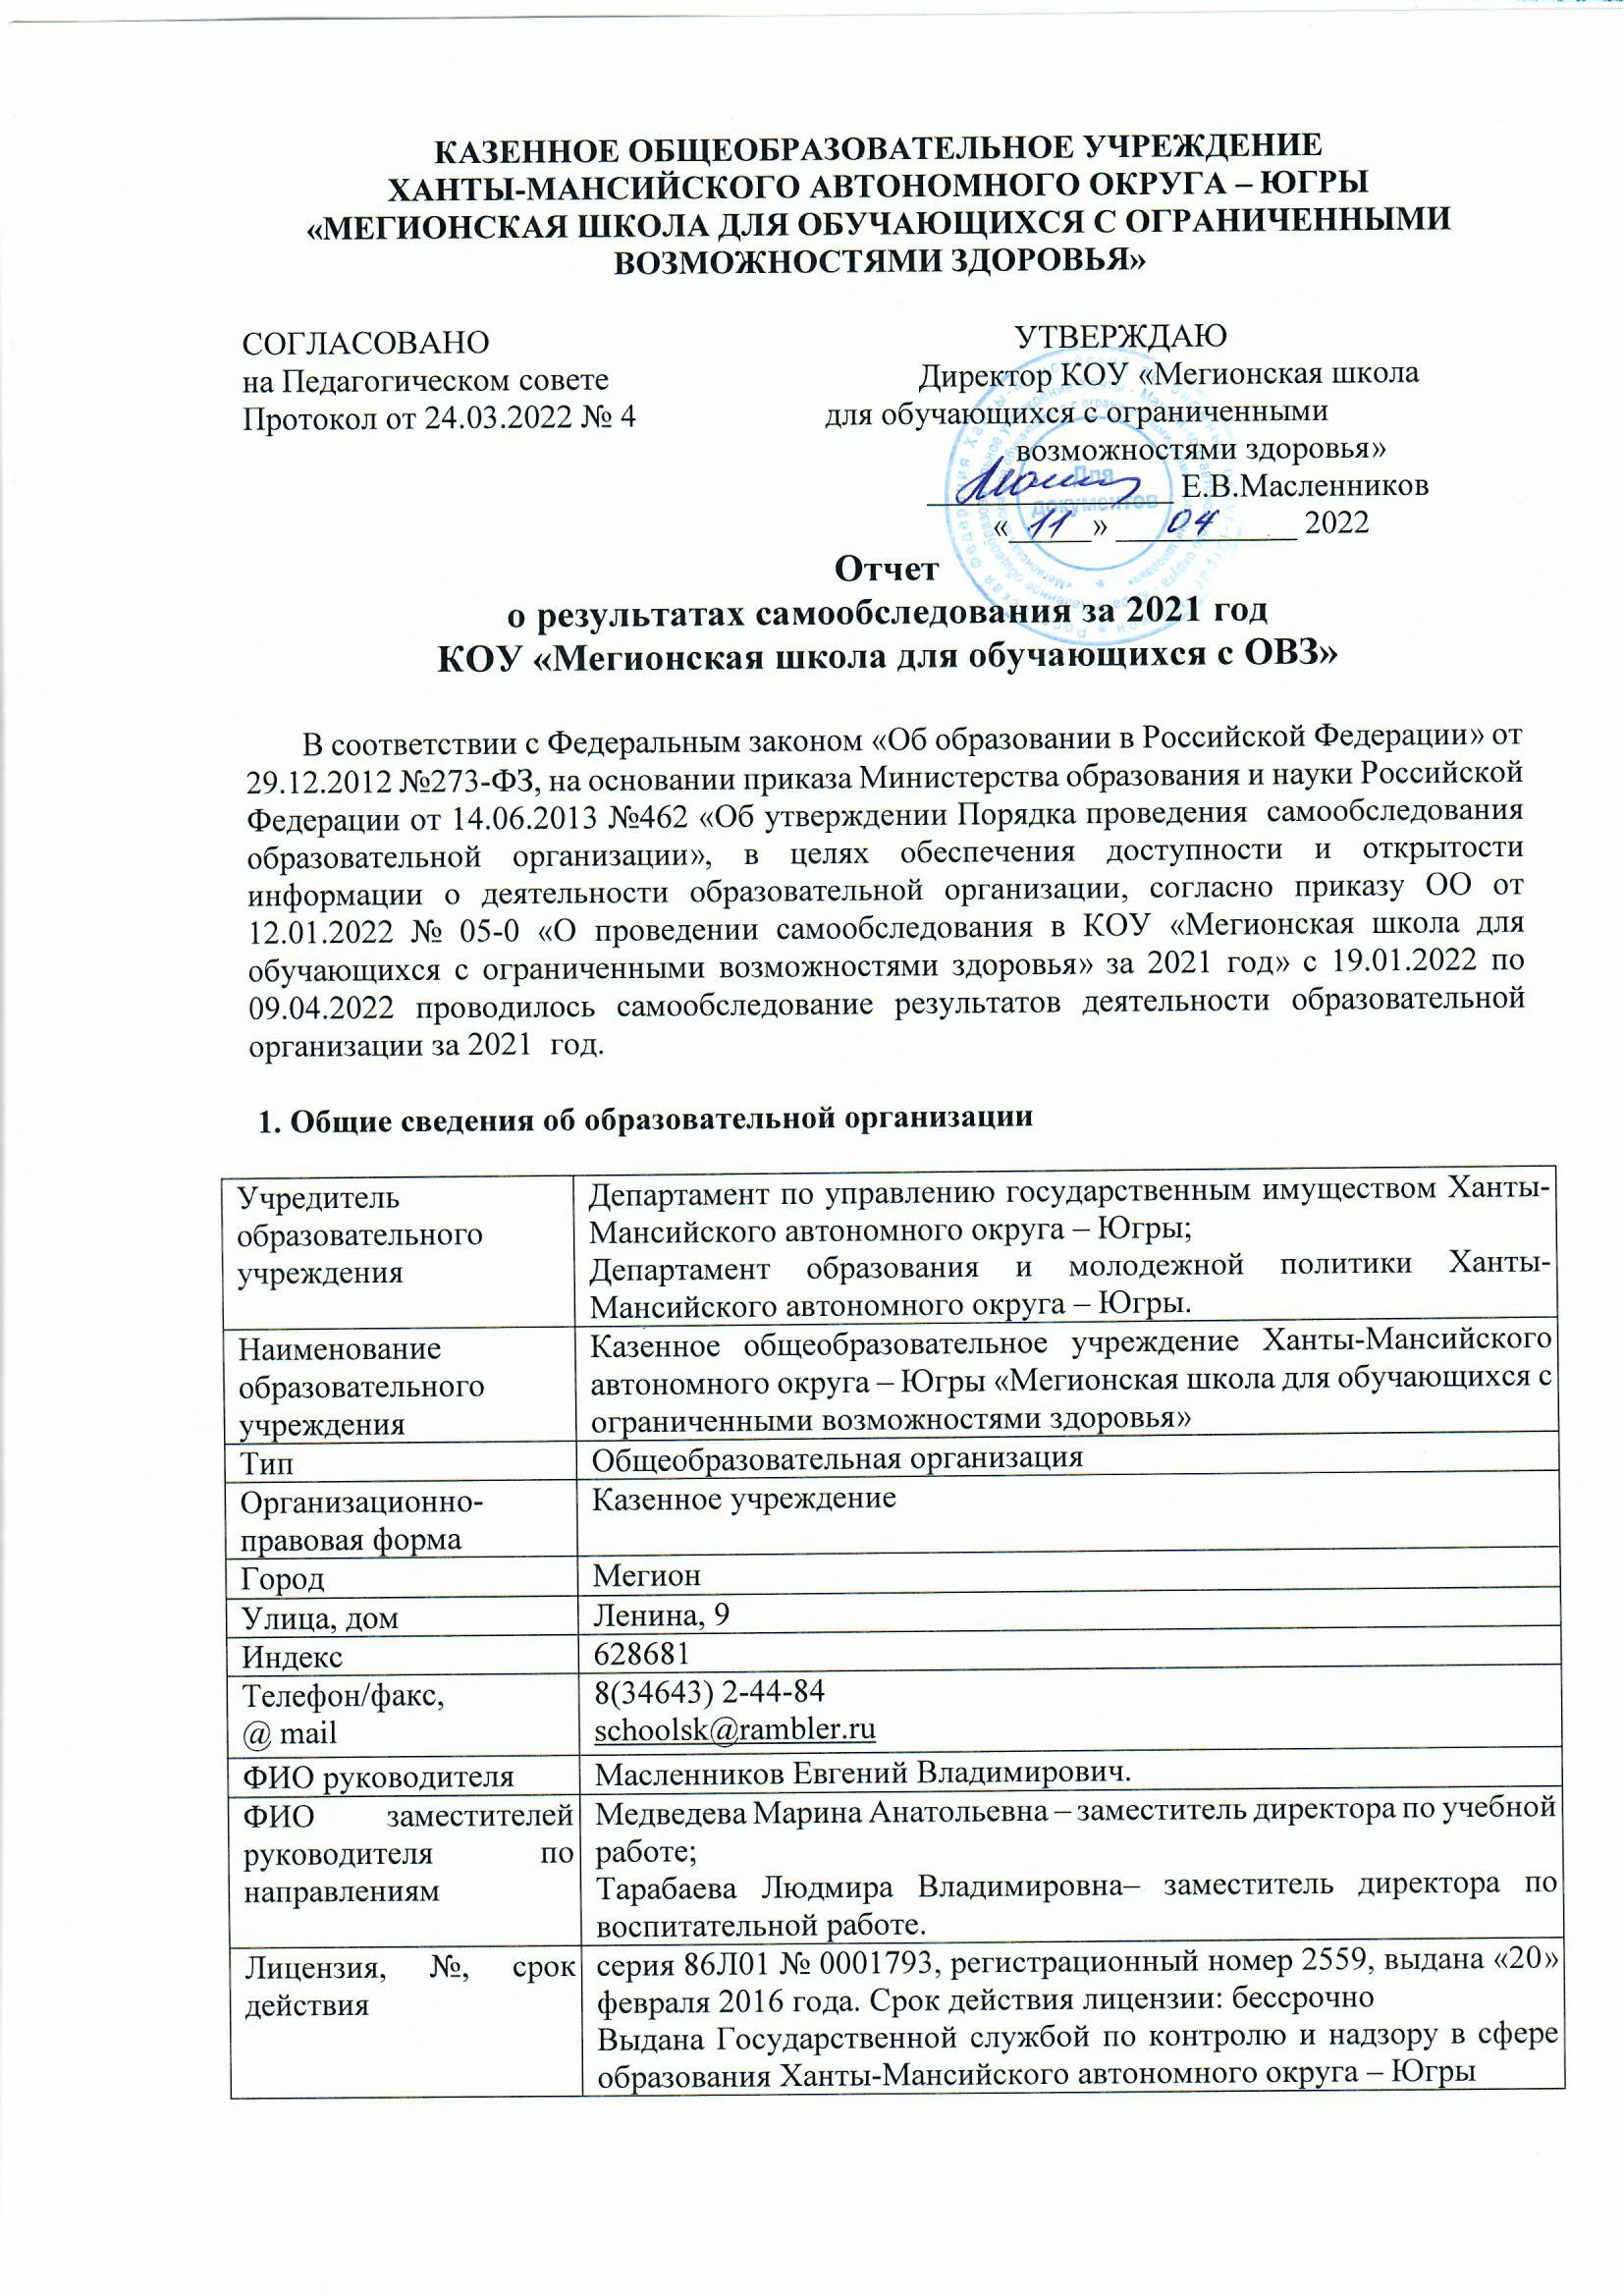 КАЗЕННОЕ ОБЩЕОБРАЗОВАТЕЛЬНОЕ УЧРЕЖДЕНИЕ
ХАНТЫ-МАНСИЙСКОГО АВТОНОМНОГО ОКРУГА – ЮГРЫ
«МЕГИОНСКАЯ ШКОЛА ДЛЯ ОБУЧАЮЩИХСЯ С ОГРАНИЧЕННЫМИ
ВОЗМОЖНОСТЯМИ ЗДОРОВЬЯ»
СОГЛАСОВАНО
на Педагогическом совете
Протокол от 24.03.2022 № 4
УТВЕРЖДАЮ
Директор КОУ «Мегионская школа
для обучающихся с ограниченными
возможностями здоровья»
Е.В.Масленников
« 11 » 04 2022
Для
документов
Отчет
о результатах самообследования за 2021 год
КОУ «Мегионская школа для обучающихся с ОВЗ»
В соответствии с Федеральным законом «Об образовании в Российской Федерации» от
29.12.2012 №273-ФЗ, на основании приказа Министерства образования и науки Российской
Федерации от 14.06.2013 №462 «Об утверждении Порядка проведения самообследования
образовательной организации», в целях обеспечения доступности и открытости
информации о деятельности образовательной организации, согласно приказу ОО от
12.01.2022 № 05-0 «О проведении самообследования в КОУ «Мегионская школа для
обучающихся с ограниченными возможностями здоровья» за 2021 год» с 19.01.2022 по
09.04.2022 проводилось самообследование результатов деятельности образовательной
организации за 2021 год.
1. Общие сведения об образовательной организации
Учредитель
образовательного
учреждения
Департамент по управлению государственным имуществом Ханты-
Мансийского автономного округа – Югры;
Департамент образования и молодежной политики Ханты-
Мансийского автономного округа – Югры.
Наименование
образовательного
учреждения
Казенное общеобразовательное учреждение Ханты-Мансийского
автономного округа – Югры «Мегионская школа для обучающихся с
ограниченными возможностями здоровья»
Тип
Общеобразовательная организация
Организационно-
правовая форма
Казенное учреждение
Город
Мегион
Улица, дом
Ленина, 9
Индекс
628681
Телефон/факс,
@ mail
8(34643) 2-44-84
schoolsk@rambler.ru
ФИО руководителя
Масленников Евгений Владимирович.
ФИО заместителей
руководителя по
направлениям
Медведева Марина Анатольевна – заместитель директора по учебной
работе;
Тарабаева Людмира Владимировна– заместитель директора по
воспитательной работе.
Лицензия, №, срок
действия
серия 86Л01 № 0001793, регистрационный номер 2559, выдана «20»
февраля 2016 года. Срок действия лицензии: бессрочно
Выдана Государственной службой по контролю и надзору в сфере
образования Ханты-Мансийского автономного округа – Югры